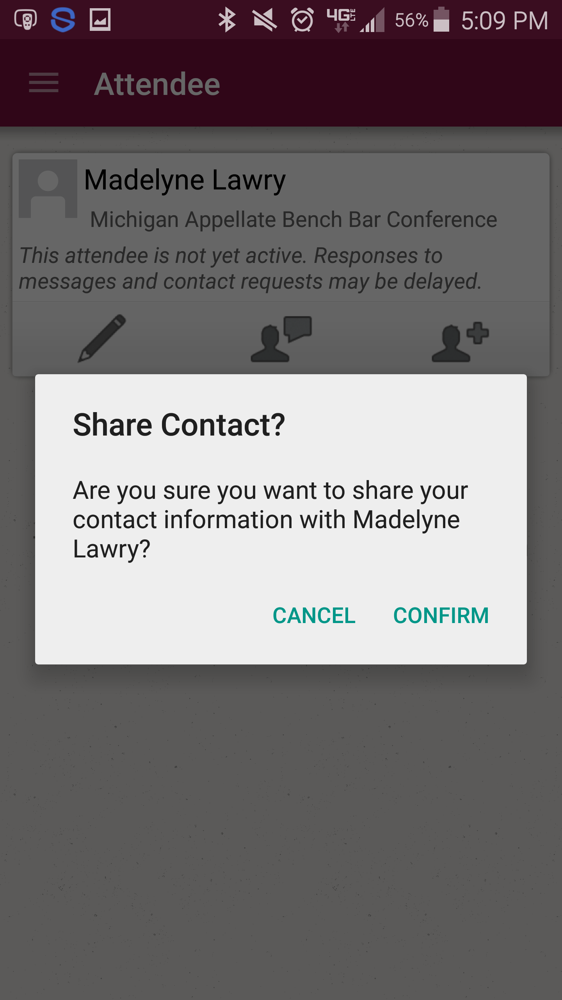 4G LTE 56% 5:09 PM
Attendee
Madelyne Lawry
Michigan Appellate Bench Bar Conference
This attendee is not yet active. Responses to
messages and contact requests may be delayed.
Share Contact?
Are you sure you want to share your
contact information with Madelyne
Lawry?
CANCEL CONFIRM